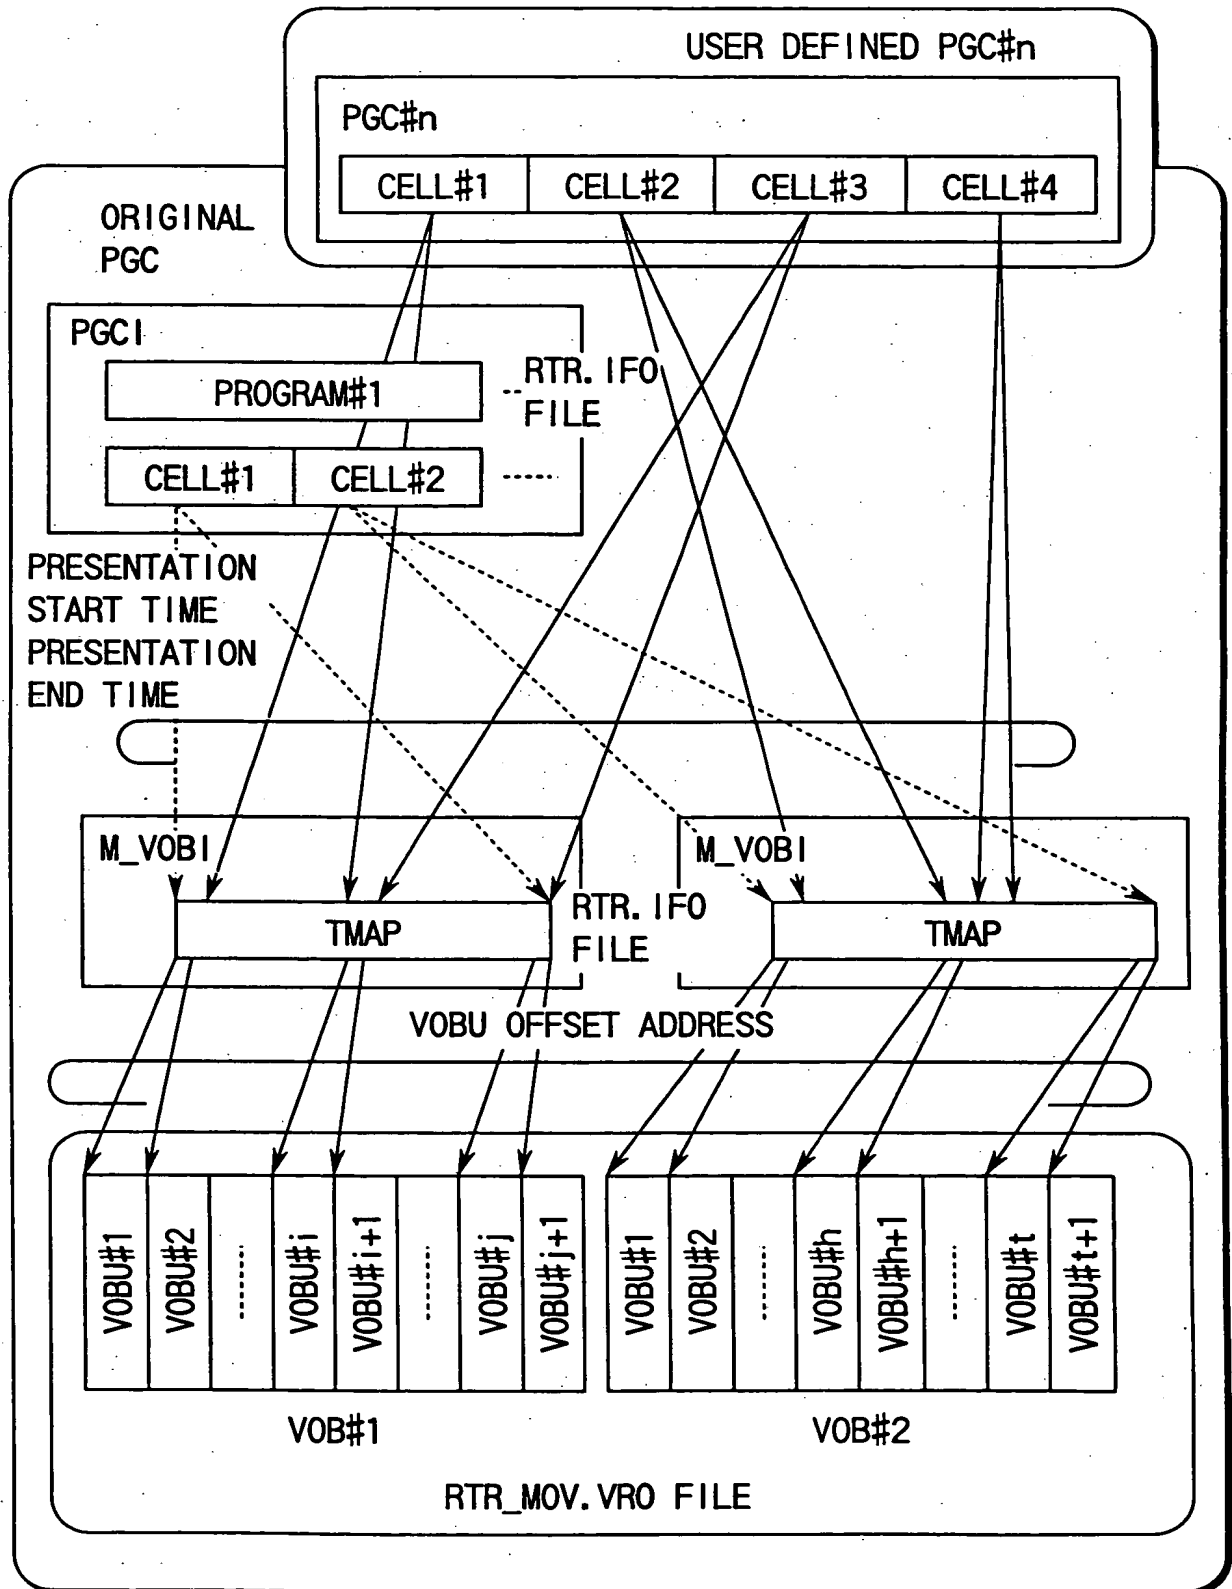 USER DEFINED PGC#n
PGC#n
CELL#1 CELL#2 CELL#3 CELL#4
ORIGINAL
PGC
PGCI
PROGRAM#1
RTR.IFO
FILE
CELL#1 CELL#2
PRESENTATION
START TIME
PRESENTATION
END TIME
M_VOBI
TMAP
RTR.IFO
FILE
M_VOBI
TMAP
VOBU OFFSET ADDRESS
VOBU#1
VOBU#2
VOBU#i
VOBU#i+1
VOBU#j
VOBU#j+1
VOBU#1
VOBU#2
VOBU#h
VOBU#h+1
VOBU#t
VOBU#t+1
VOB#1
VOB#2
RTR_MOV.VRO FILE